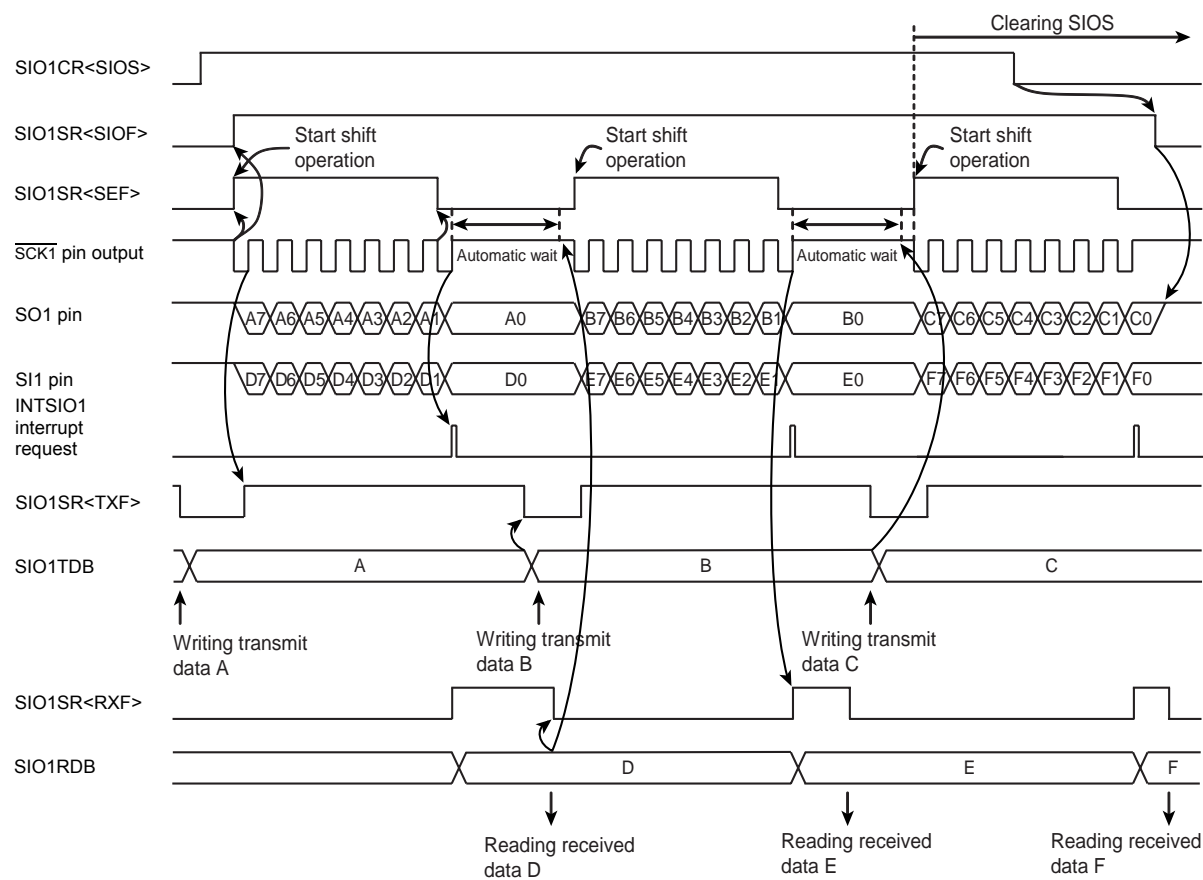 Clearing SIOS
SIO1CR<SIOS>
SIO1SR<SIOF>
Start shift
operation
Start shift
operation
Start shift
operation
SIO1SR<SEF>
SCK1 pin output
Automatic wait
Automatic wait
SO1 pin
A7 A6 A5 A4 A3 A2 A1 A0 B7 B6 B5 B4 B3 B2 B1 B0 C7 C6 C5 C4 C3 C2 C1 C0
SI1 pin
D7 D6 D5 D4 D3 D2 D1 D0 E7 E6 E5 E4 E3 E2 E1 E0 F7 F6 F5 F4 F3 F2 F1 F0
INTSIO1
interrupt
request
SIO1SR<TXF>
SIO1TDB
A B C
Writing transmit
data A
Writing transmit
data B
Writing transmit
data C
SIO1SR<RXF>
SIO1RDB
D E F
Reading received
data D
Reading received
data E
Reading received
data F